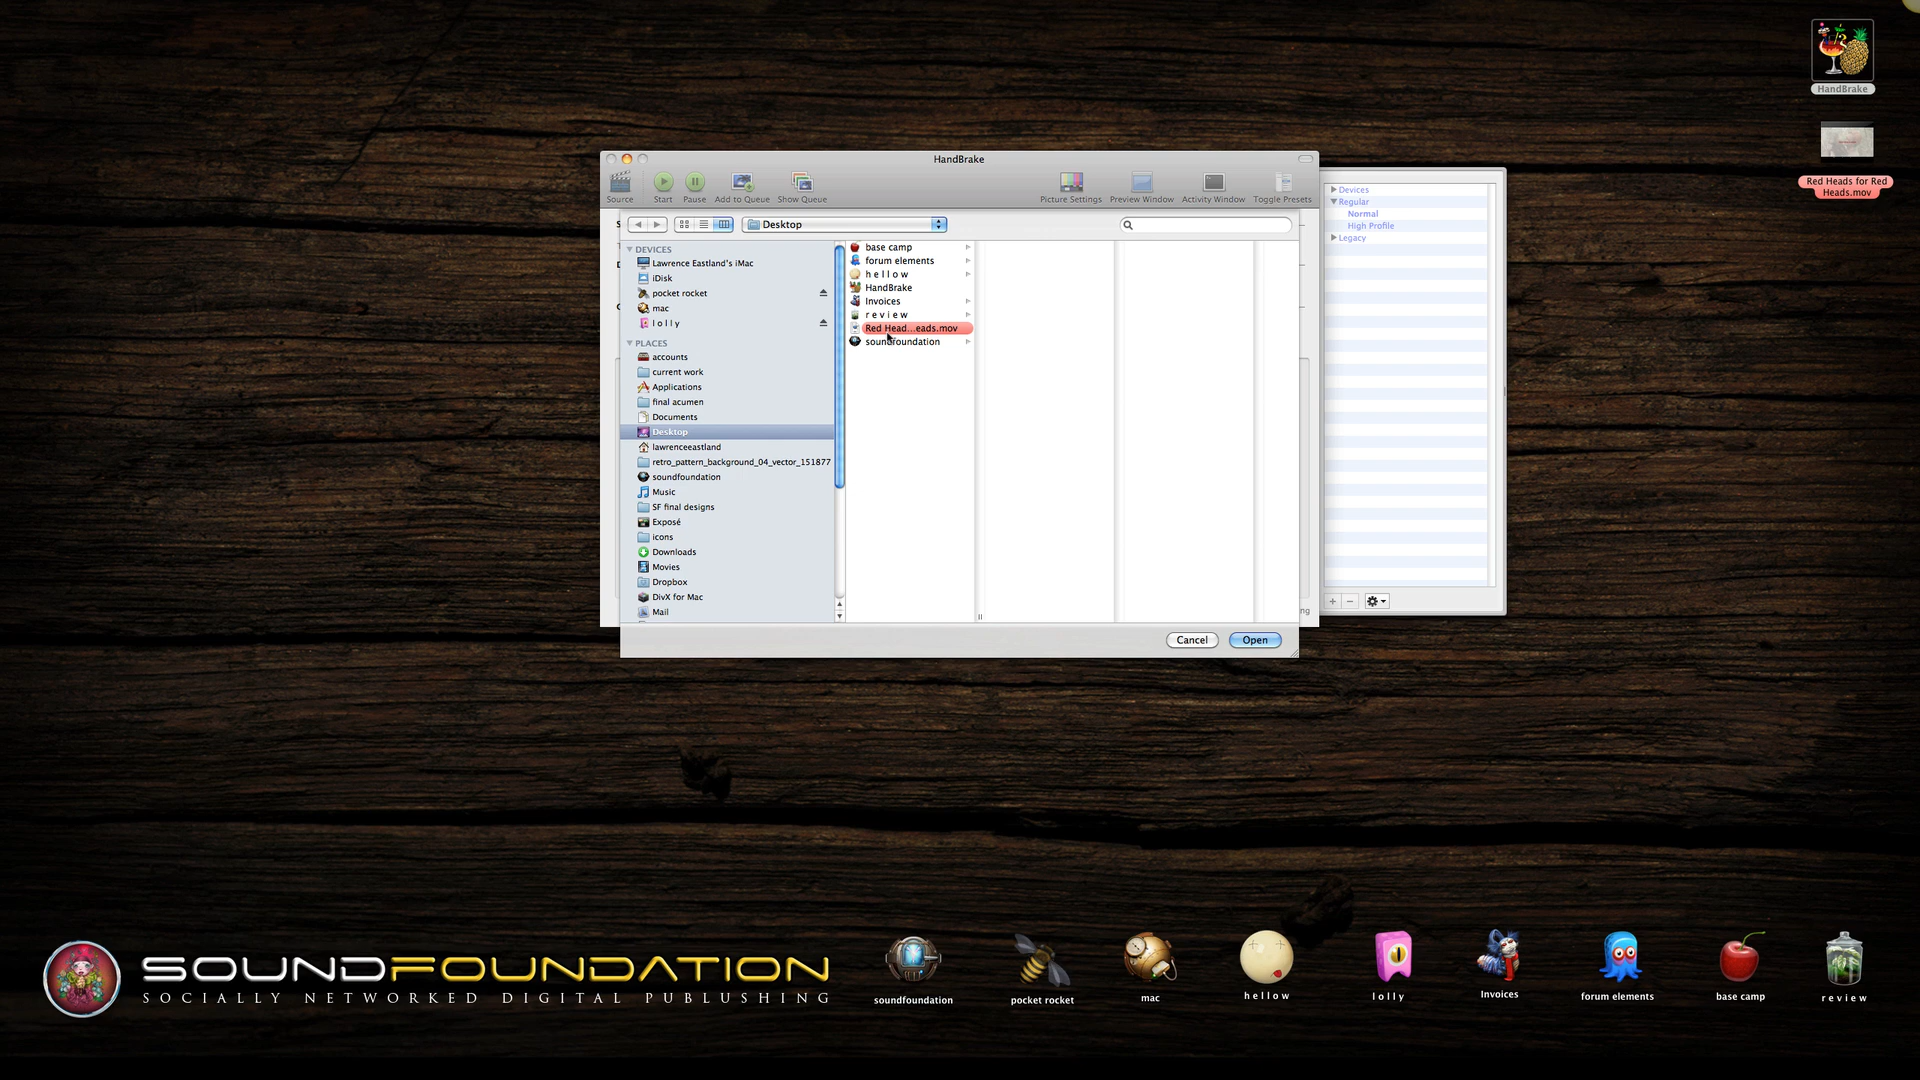 HandBrake
Red Heads for Red
Heads.mov
HandBrake
Source
Start
Pause
Add to Queue
Show Queue
Picture Settings
Preview Window
Activity Window
Toggle Presets
Desktop
DEVICES
Lawrence Eastland's iMac
iDisk
pocket rocket
mac
l o l l y
PLACES
accounts
current work
Applications
final acumen
Documents
Desktop
lawrenceeastland
retro_pattern_background_04_vector_151877
soundfoundation
Music
SF final designs
Exposé
icons
Downloads
Movies
Dropbox
DivX for Mac
Mail
base camp
forum elements
h e l l o w
HandBrake
Invoices
r e v i e w
Red Head...eads.mov
soundfoundation
Cancel
Open
Devices
Regular
Normal
High Profile
Legacy
ng
SOUNDFOUNDATION
SOCIALLY NETWORKED DIGITAL PUBLUSHING
soundfoundation
pocket rocket
mac
h e l l o w
l o l l y
Invoices
forum elements
base camp
r e v i e w